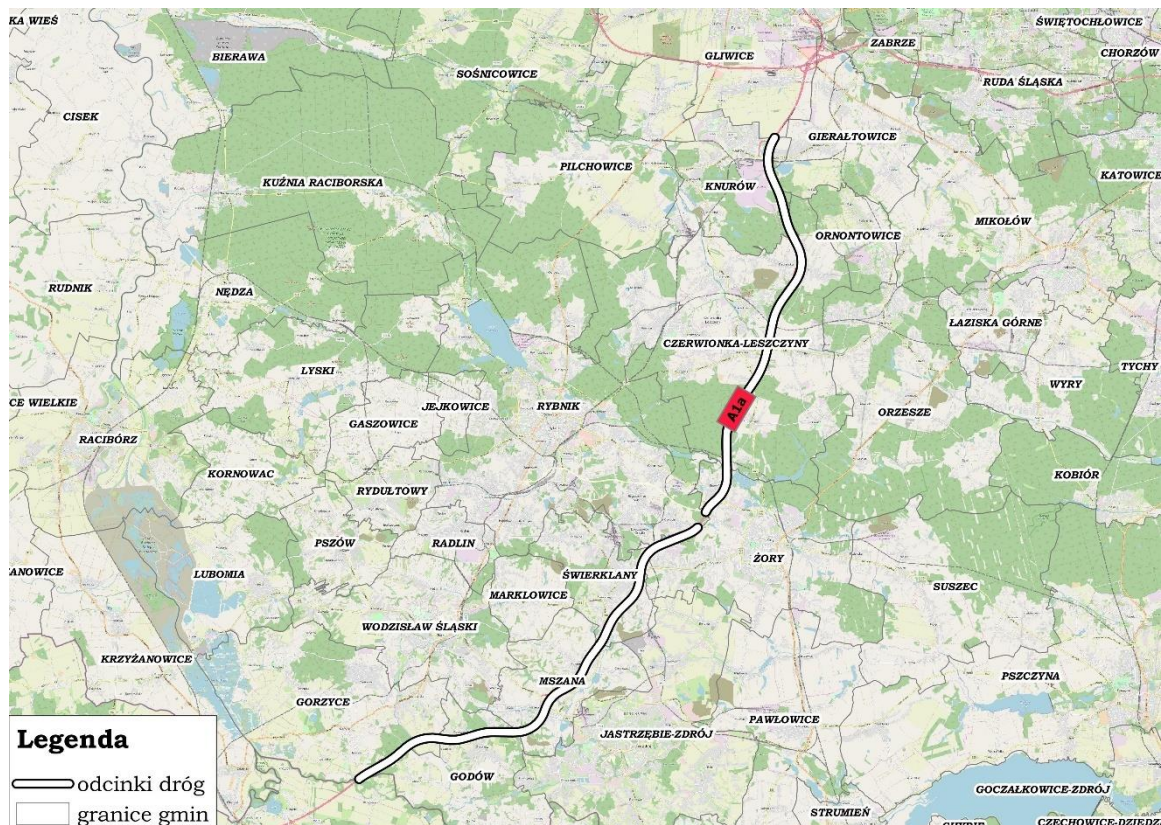 KA WIEŚ
ŚWIĘTOCHŁOWICE
ZABRZE
BIERAWA
GLIWICE
CHORZÓW
SOŚNICOWICE
RUDA ŚLĄSKA
CISEK
GIERAŁTOWICE
PILCHOWICE
KATOWICE
KUŹNIA RACIBORSKA
KNURÓW
MIKOŁÓW
ORNONTOWICE
RUDNIK
NĘDZA
ŁAZISKA GÓRNE
CZERWIONKA-LESZCZYNY
TYCHY
LYSKI
WYRY
CE WIELKIE
JEJKOWICE
RYBNIK
A1a
ORZESZE
GASZOWICE
RACIBÓRZ
KORNOWAC
KOBIÓR
RYDUŁTOWY
PSZÓW
RADLIN
ŻORY
ZANOWICE
LUBOMIA
ŚWIERKLANY
SUSZEC
MARKLOWICE
WODZISŁAW ŚLĄSKI
KRZYŻANOWICE
MSZANA
PSZCZYNA
GORZYCE
PAWŁOWICE
JASTRZĘBIE-ZDRÓJ
Legenda
GODÓW
odcinki dróg
GOCZAŁKOWICE-ZDRÓJ
granice gmin
STRUMIEŃ
CZECHOWICE-DZIEDZ